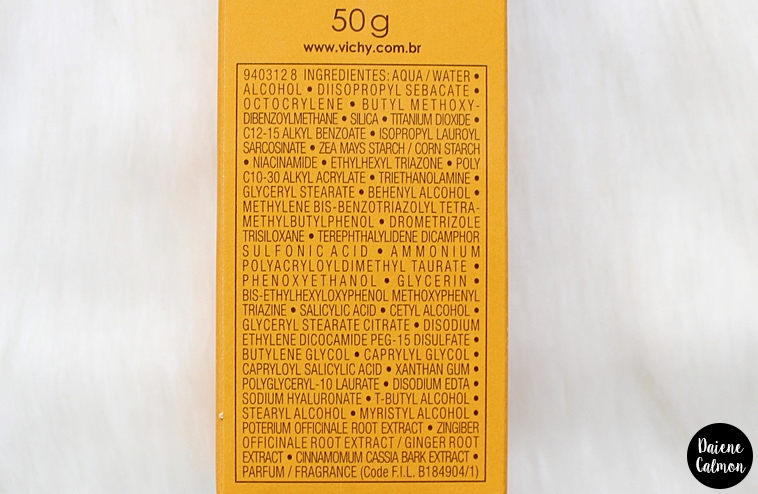 50g
www.vichy.com.br
940312 8 INGREDIENTES: AQUA / WATER •
ALCOHOL • DIISOPROPYL SEBACATE •
OCTOCRYLENE • BUTYL METHOXY-
DIBENZOYLMETHANE • SILICA • TITANIUM DIOXIDE •
C12-15 ALKYL BENZOATE • ISOPROPYL LAUROYL
SARCOSINATE • ZEA MAYS STARCH / CORN STARCH
• NIACINAMIDE • ETHYLHEXYL TRIAZONE • POLY
C10-30 ALKYL ACRYLATE • TRIETHANOLAMINE •
GLYCERYL STEARATE • BEHENYL ALCOHOL •
METHYLENE BIS-BENZOTRIAZOLYL TETRA-
METHYLBUTYLPHENOL • DROMETRIZOLE
TRISILOXANE • TEREPHTHALYLIDENE DICAMPHOR
SULFONIC ACID • AMMONIUM
POLYACRYLOYLDIMETHYL TAURATE •
PHENOXYETHANOL • GLYCERIN •
BIS-ETHYLHEXYLOXYPHENOL METHOXYPHENYL
TRIAZINE • SALICYLIC ACID • CETYL ALCOHOL •
GLYCERYL STEARATE CITRATE • DISODIUM
ETHYLENE DICOCAMIDE PEG-15 DISULFATE •
BUTYLENE GLYCOL • CAPRYLYL GLYCOL •
CAPRYLOYL SALICYLIC ACID • XANTHAN GUM •
POLYGLYCERYL-10 LAURATE • DISODIUM EDTA •
SODIUM HYALURONATE • T-BUTYL ALCOHOL •
STEARYL ALCOHOL • MYRISTYL ALCOHOL •
POTERIUM OFFICINALE ROOT EXTRACT • ZINGIBER
OFFICINALE ROOT EXTRACT / GINGER ROOT
EXTRACT • CINNAMOMUM CASSIA BARK EXTRACT •
PARFUM / FRAGRANCE (Code F.I.L. B184904/1)
Daiene
Calmon